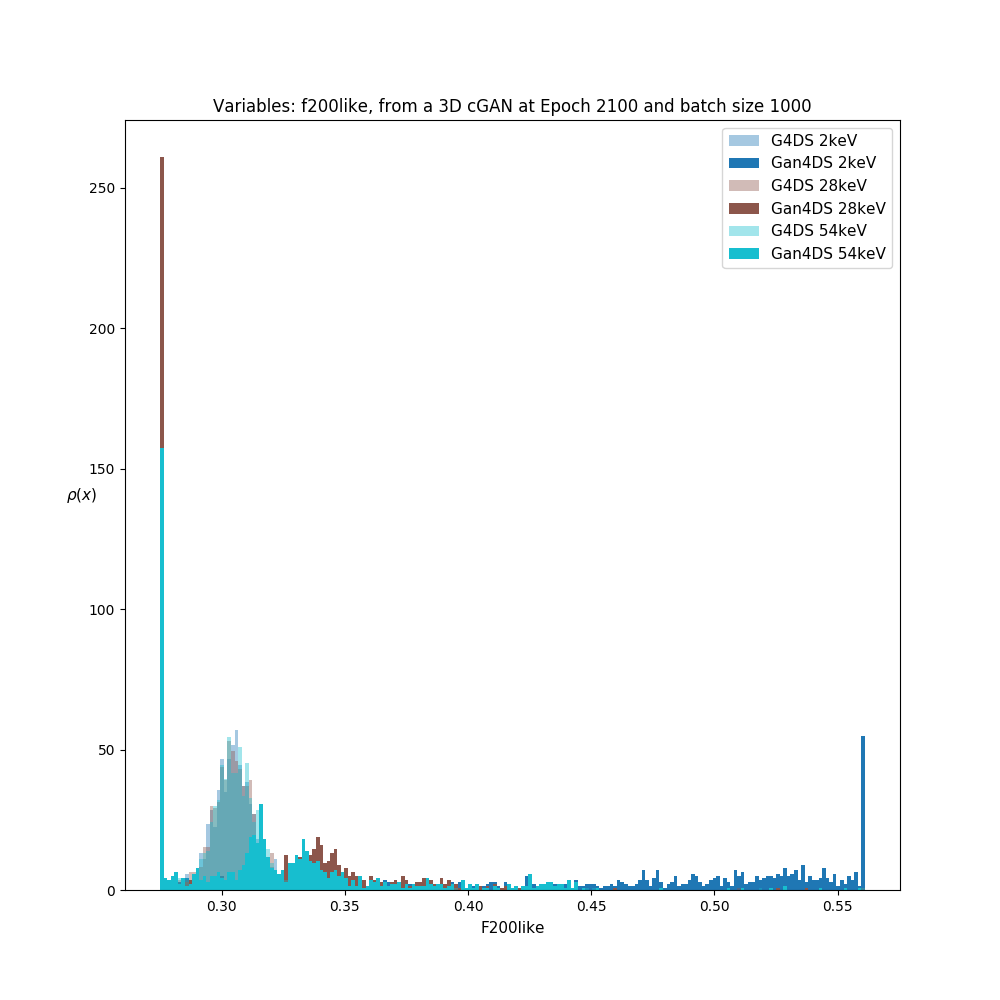 Variables: f200like, from a 3D cGAN at Epoch 2100 and batch size 1000
G4DS 2keV
Gan4DS 2keV
G4DS 28keV
Gan4DS 28keV
G4DS 54keV
Gan4DS 54keV
250
200
150
ρ(x)
100
50
0
0.30 0.35 0.40 0.45 0.50 0.55
F200like